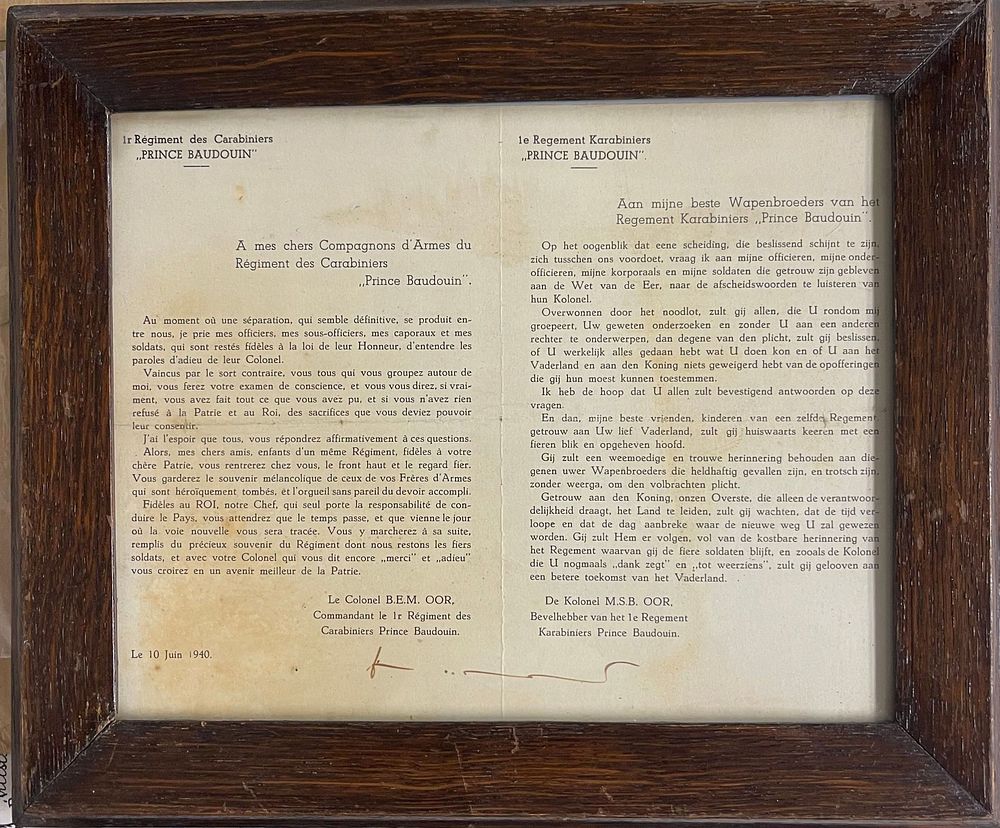 1r Régiment des Carabiniers
„PRINCE BAUDOUIN”
A mes chers Compagnons d'Armes du
Régiment des Carabiniers
„Prince Baudouin”.
Au moment où une séparation, qui semble définitive, se produit en-
tre nous, je prie mes officiers, mes sous-officiers, mes caporaux et mes
soldats, qui sont restés fidèles à la loi de leur Honneur, d'entendre les
paroles d'adieu de leur Colonel.
Vaincus par le sort contraire, vous tous qui vous groupez autour de
moi, vous ferez votre examen de conscience, et vous vous direz, si vrai-
ment, vous avez fait tout ce que vous avez pu, et si vous n'avez rien
refusé à la Patrie et au Roi, des sacrifices que vous deviez pouvoir
leur consentir.
J'ai l'espoir que tous, vous répondrez affirmativement à ces questions.
Alors, mes chers amis, enfants d'un même Régiment, fidèles à votre
chère Patrie, vous rentrerez chez vous, le front haut et le regard fier.
Vous garderez le souvenir mélancolique de ceux de vos Frères d'Armes
qui sont héroïquement tombés, et l'orgueil sans pareil du devoir accompli.
Fidèles au ROI, notre Chef, qui seul porte la responsabilité de con-
duire le Pays, vous attendrez que le temps passe, et que vienne le jour
où la voie nouvelle vous sera tracée. Vous y marcherez à sa suite,
remplis du précieux souvenir du Régiment dont nous restons les fiers
soldats, et avec votre Colonel qui vous dit encore „merci” et „adieu”
vous croirez en un avenir meilleur de la Patrie.
Le Colonel B.E.M. OOR,
Commandant le 1r Régiment des
Carabiniers Prince Baudouin.
Le 10 Juin 1940.
1e Regement Karabiniers
„PRINCE BAUDOUIN”.
Aan mijne beste Wapenbroeders van het
Regement Karabiniers „Prince Baudouin”.
Op het oogenblik dat eene scheiding, die beslissend schijnt te zijn,
zich tusschen ons voordoet, vraag ik aan mijne officieren, mijne onder-
officieren, mijne korporaals en mijne soldaten die getrouw zijn gebleven
aan de Wet van de Eer, naar de afscheidswoorden te luisteren van
hun Kolonel.
Overwonnen door het noodlot, zult gij allen, die U rondom mij
groepeert, Uw geweten onderzoeken en zonder U aan een anderen
rechter te onderwerpen, dan degene van den plicht, zult gij beslissen,
of U werkelijk alles gedaan hebt wat U doen kon en of U aan het
Vaderland en aan den Koning niets geweigerd hebt van de opofferingen
die gij hun moest kunnen toestemmen.
Ik heb de hoop dat U allen zult bevestigend antwoorden op deze
vragen.
En dan, mijne beste vrienden, kinderen van een zelfde Regement,
getrouw aan Uw lief Vaderland, zult gij huiswaarts keeren met een
fieren blik en opgeheven hoofd.
Gij zult een weemoedige en trouwe herinnering behouden aan die-
genen uwer Wapenbroeders die heldhaftig gevallen zijn, en trotsch zijn,
zonder weerga, om den volbrachten plicht.
Getrouw aan den Koning, onzen Overste, die alleen de verantwoor-
delijkheid draagt, het Land te leiden, zult gij wachten, dat de tijd ver-
loope en dat de dag aanbreke waar de nieuwe weg U zal gewezen
worden. Gij zult Hem er volgen, vol van de kostbare herinnering van
het Regement waarvan gij de fiere soldaten blijft, en zooals de Kolonel
die U nogmaals „dank zegt” en „tot weerziens”, zult gij gelooven aan
een betere toekomst van het Vaderland.
De Kolonel M.S.B. OOR,
Bevelhebber van het 1e Regement
Karabiniers Prince Baudouin.